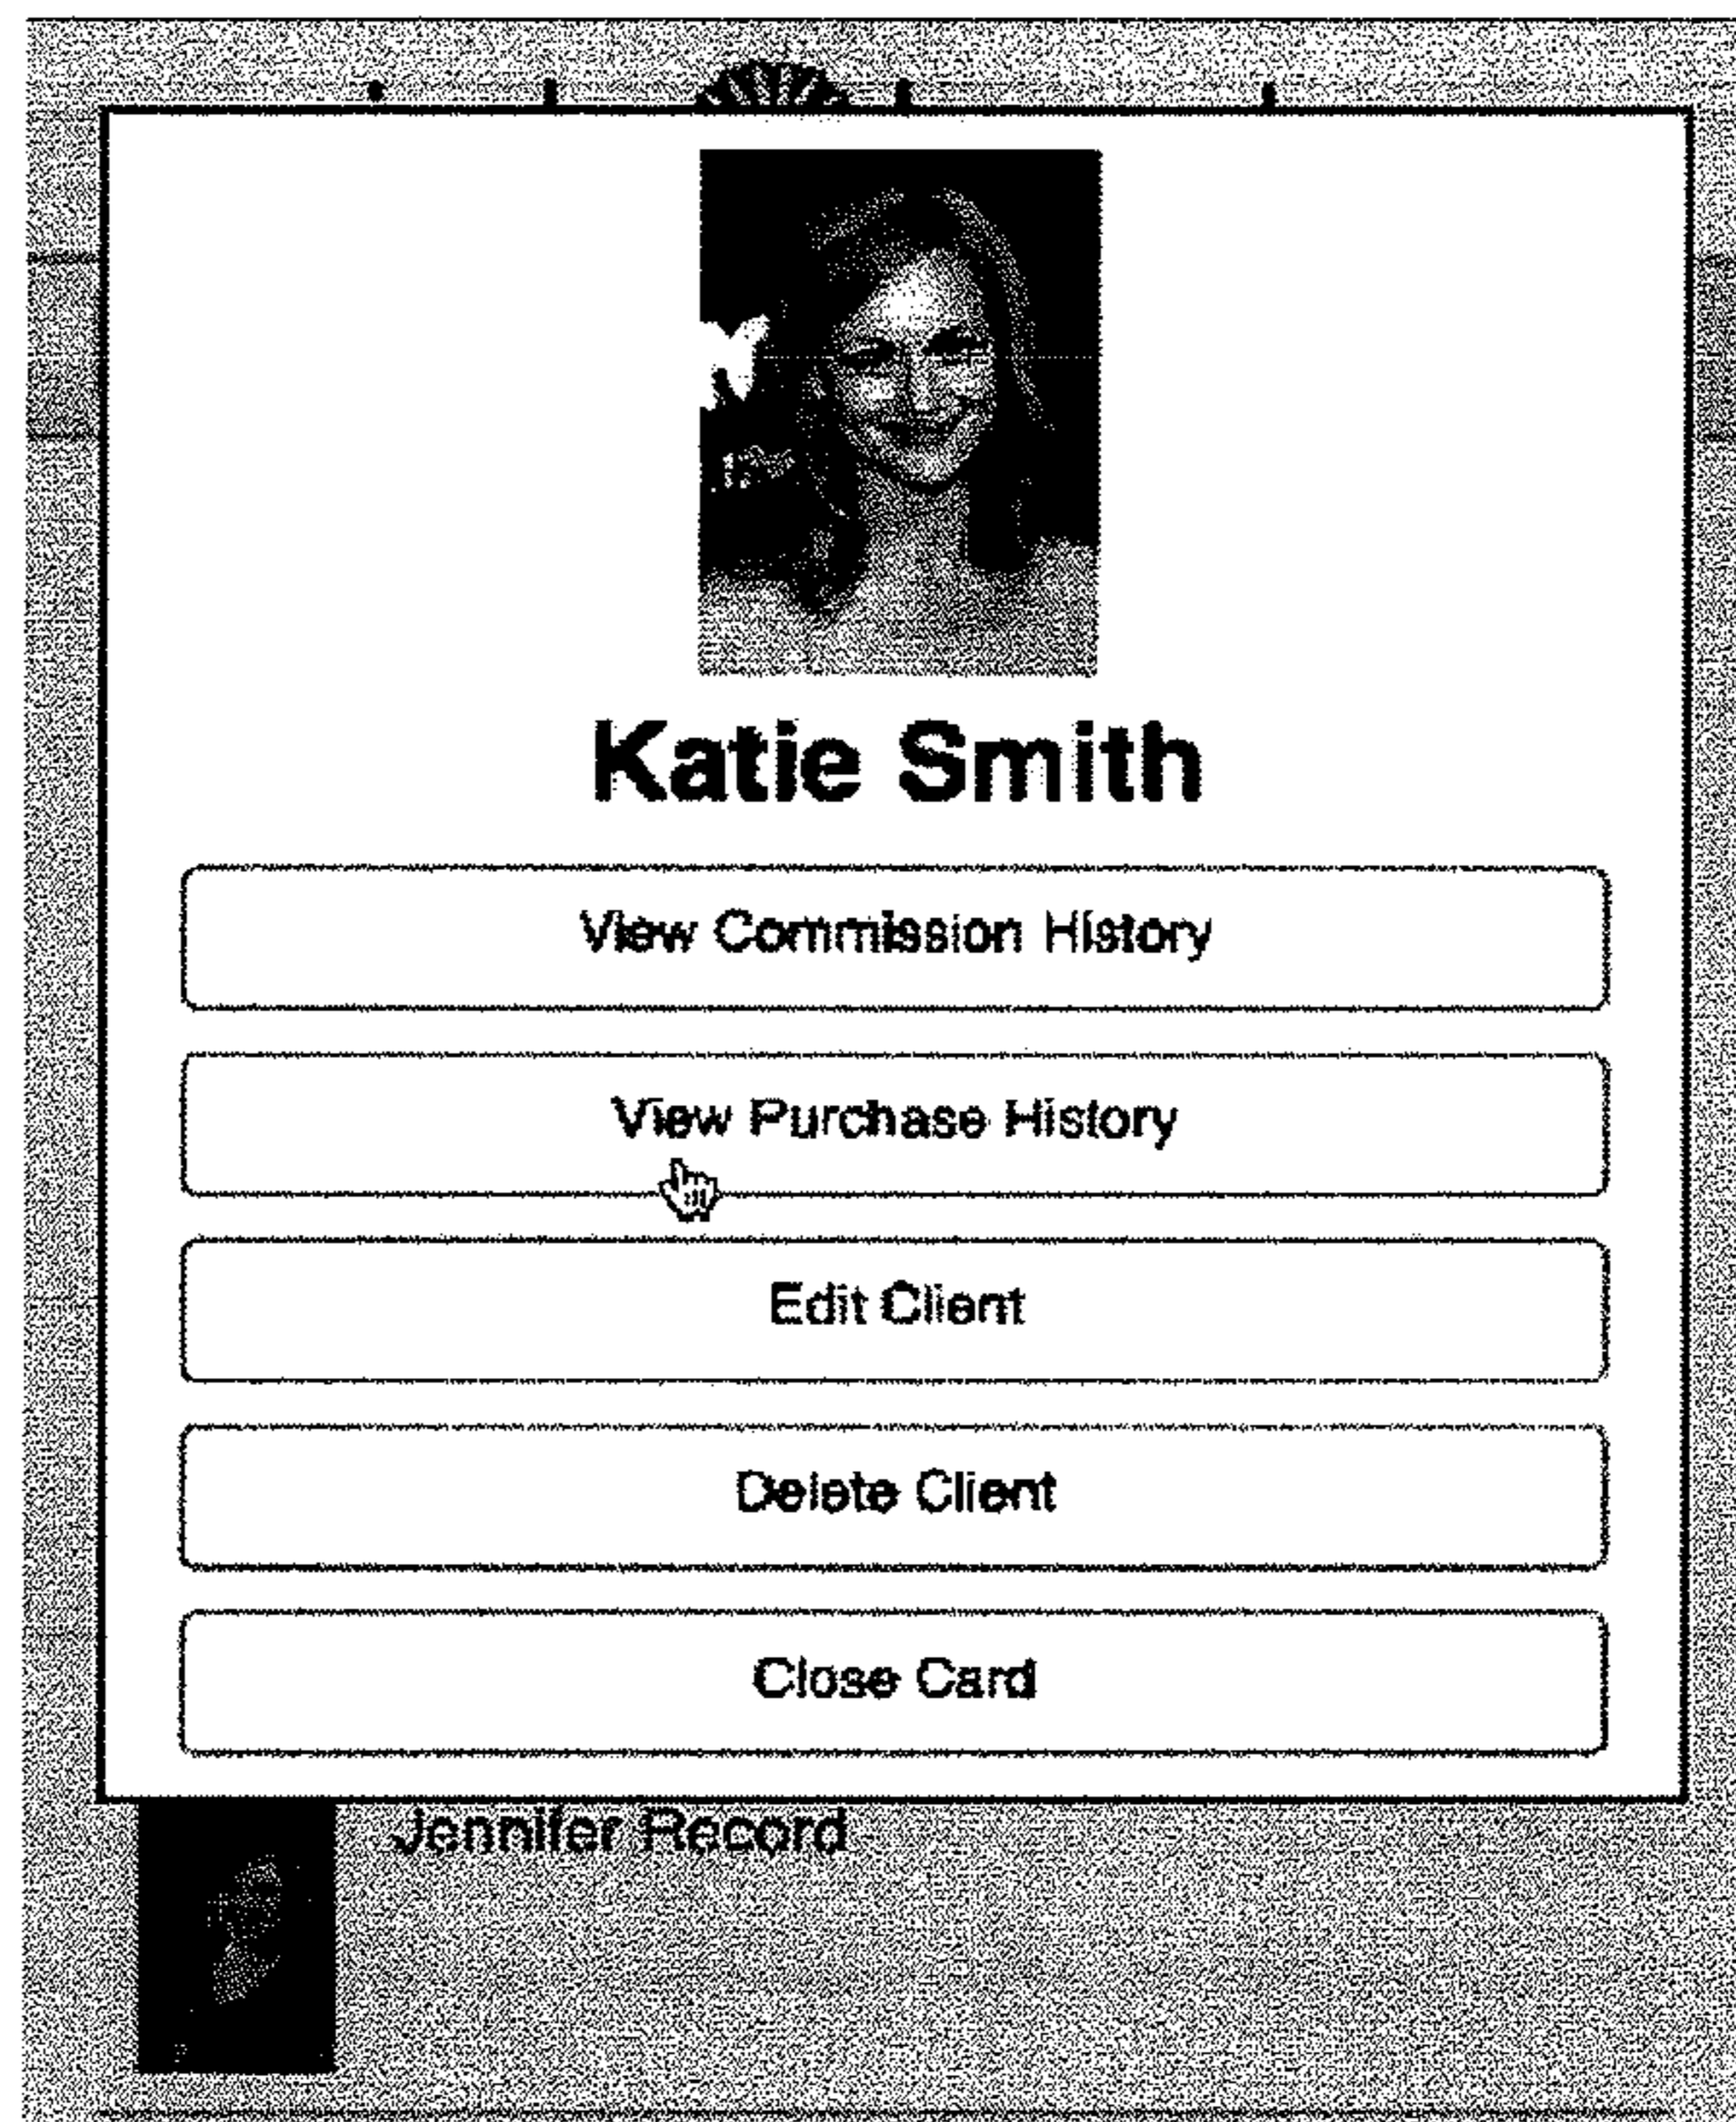 Katie Smith
View Commission History
View Purchase History
Edit Client
Delete Client
Close Card
Jennifer Record